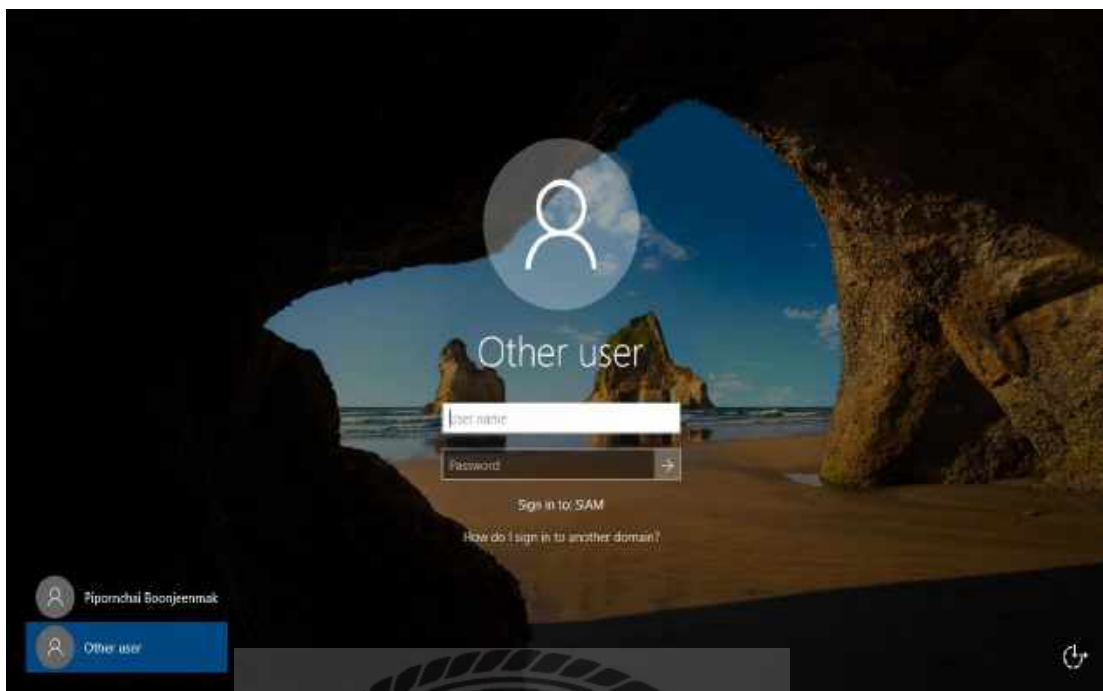 Other user
User name
Password
Sign in to: SIAM
How do I sign in to another domain?
Pipornchai Boonjeenmak
Other user